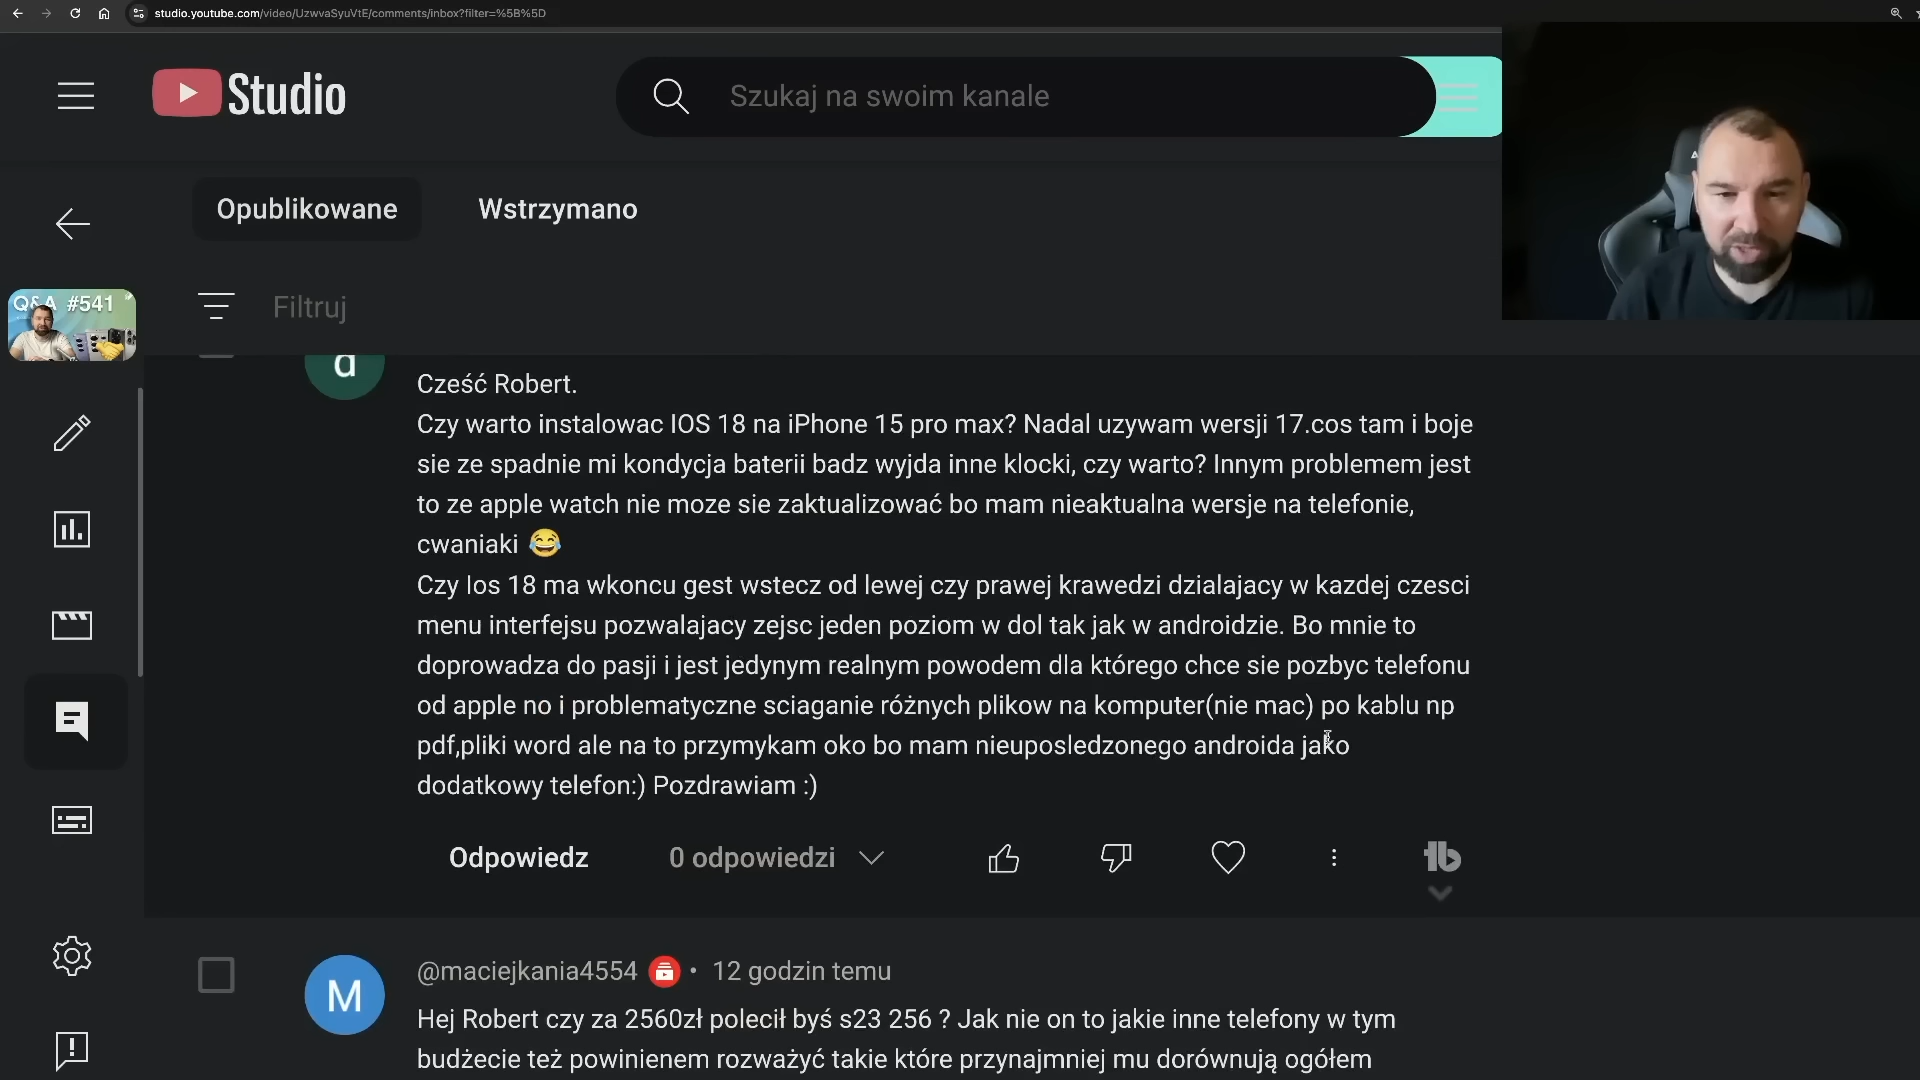 studio.youtube.com/video/UzwvaSyuVtE/comments/inbox?filter=%5B%5D
Studio
Szukaj na swoim kanale
Opublikowane
Wstrzymano
Q&A #541
Filtruj
d
Cześć Robert.
Czy warto instalowac IOS 18 na iPhone 15 pro max? Nadal uzywam wersji 17.cos tam i boje
sie ze spadnie mi kondycja baterii badz wyjda inne klocki, czy warto? Innym problemem jest
to ze apple watch nie moze sie zaktualizować bo mam nieaktualna wersje na telefonie,
cwaniaki 😂
Czy Ios 18 ma wkoncu gest wstecz od lewej czy prawej krawedzi dzialajacy w kazdej czesci
menu interfejsu pozwalajacy zejsc jeden poziom w dol tak jak w androidzie. Bo mnie to
doprowadza do pasji i jest jedynym realnym powodem dla którego chce sie pozbyc telefonu
od apple no i problematyczne sciaganie różnych plikow na komputer(nie mac) po kablu np
pdf,pliki word ale na to przymykam oko bo mam nieuposledzonego androida jako
dodatkowy telefon:) Pozdrawiam :)
Odpowiedz
0 odpowiedzi
M
@maciejkania4554 • 12 godzin temu
Hej Robert czy za 2560zł polecił byś s23 256 ? Jak nie on to jakie inne telefony w tym
budżecie też powinienem rozważyć takie które przynajmniej mu dorównują ogółem